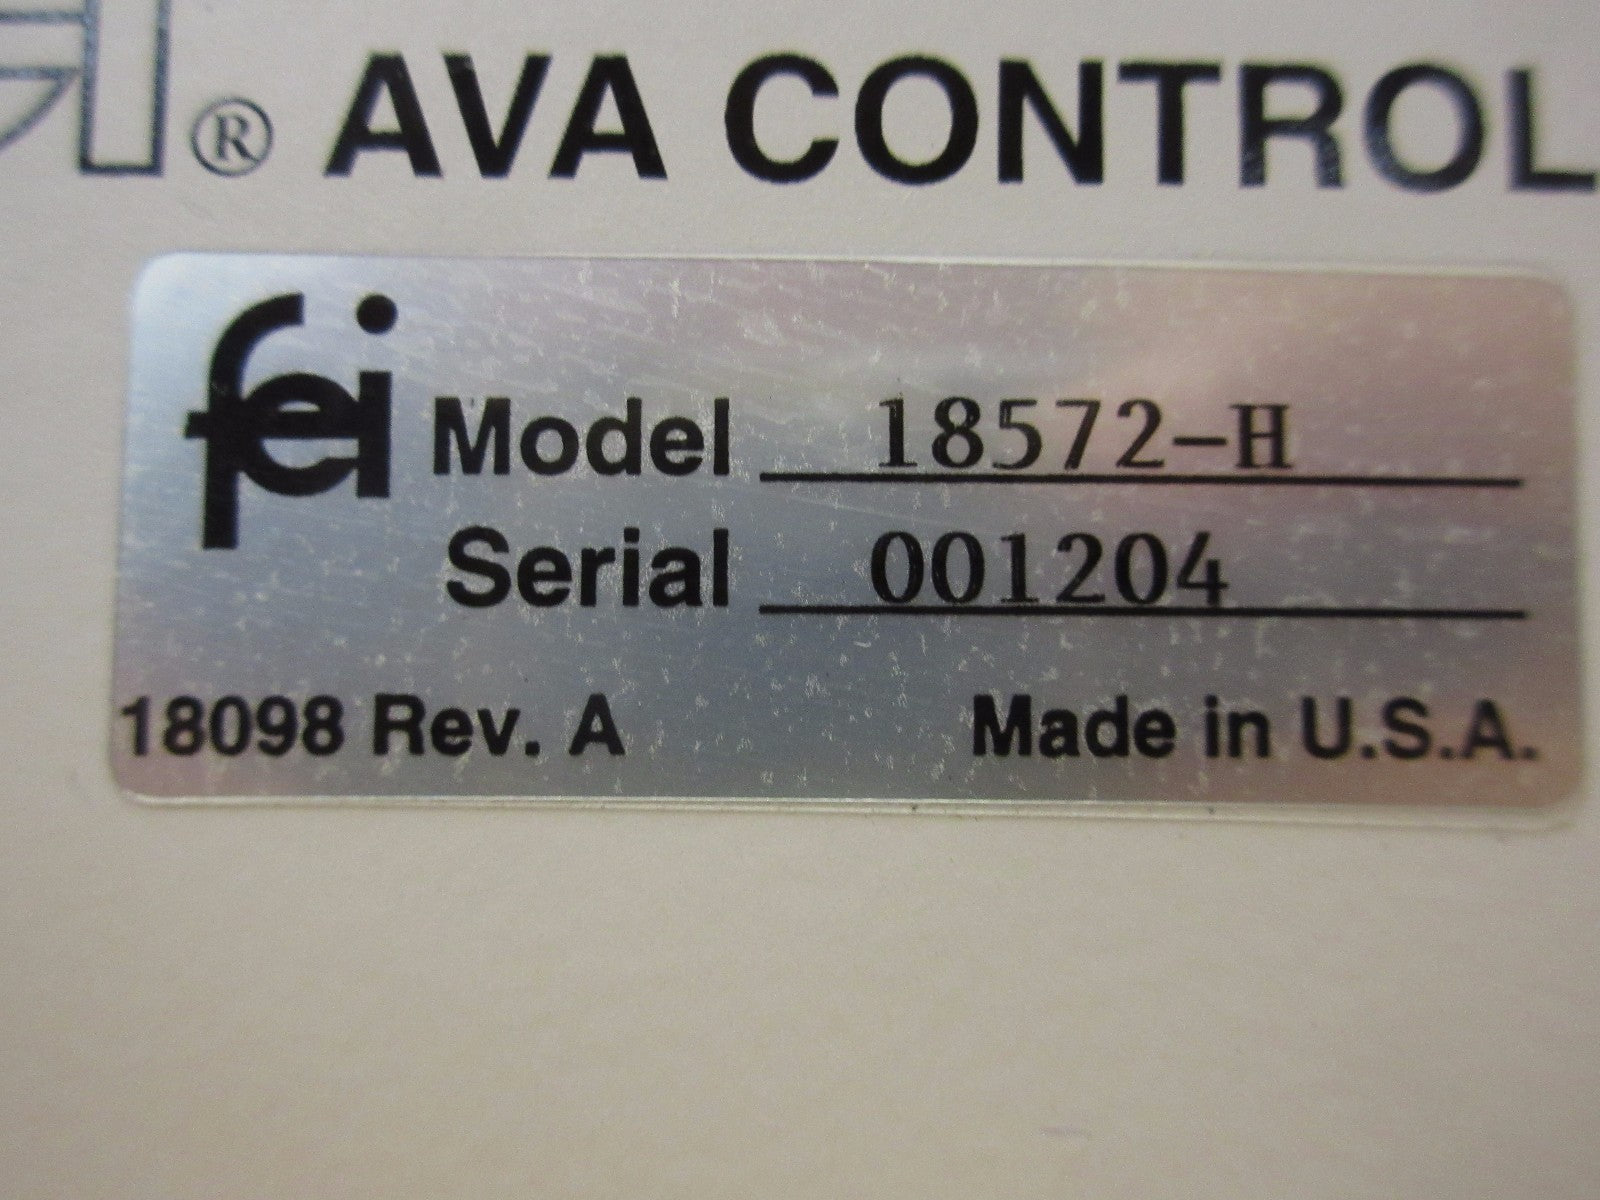 ® AVA CONTROL
fei
Model 18572-H
Serial 001204
18098 Rev. A Made in U.S.A.